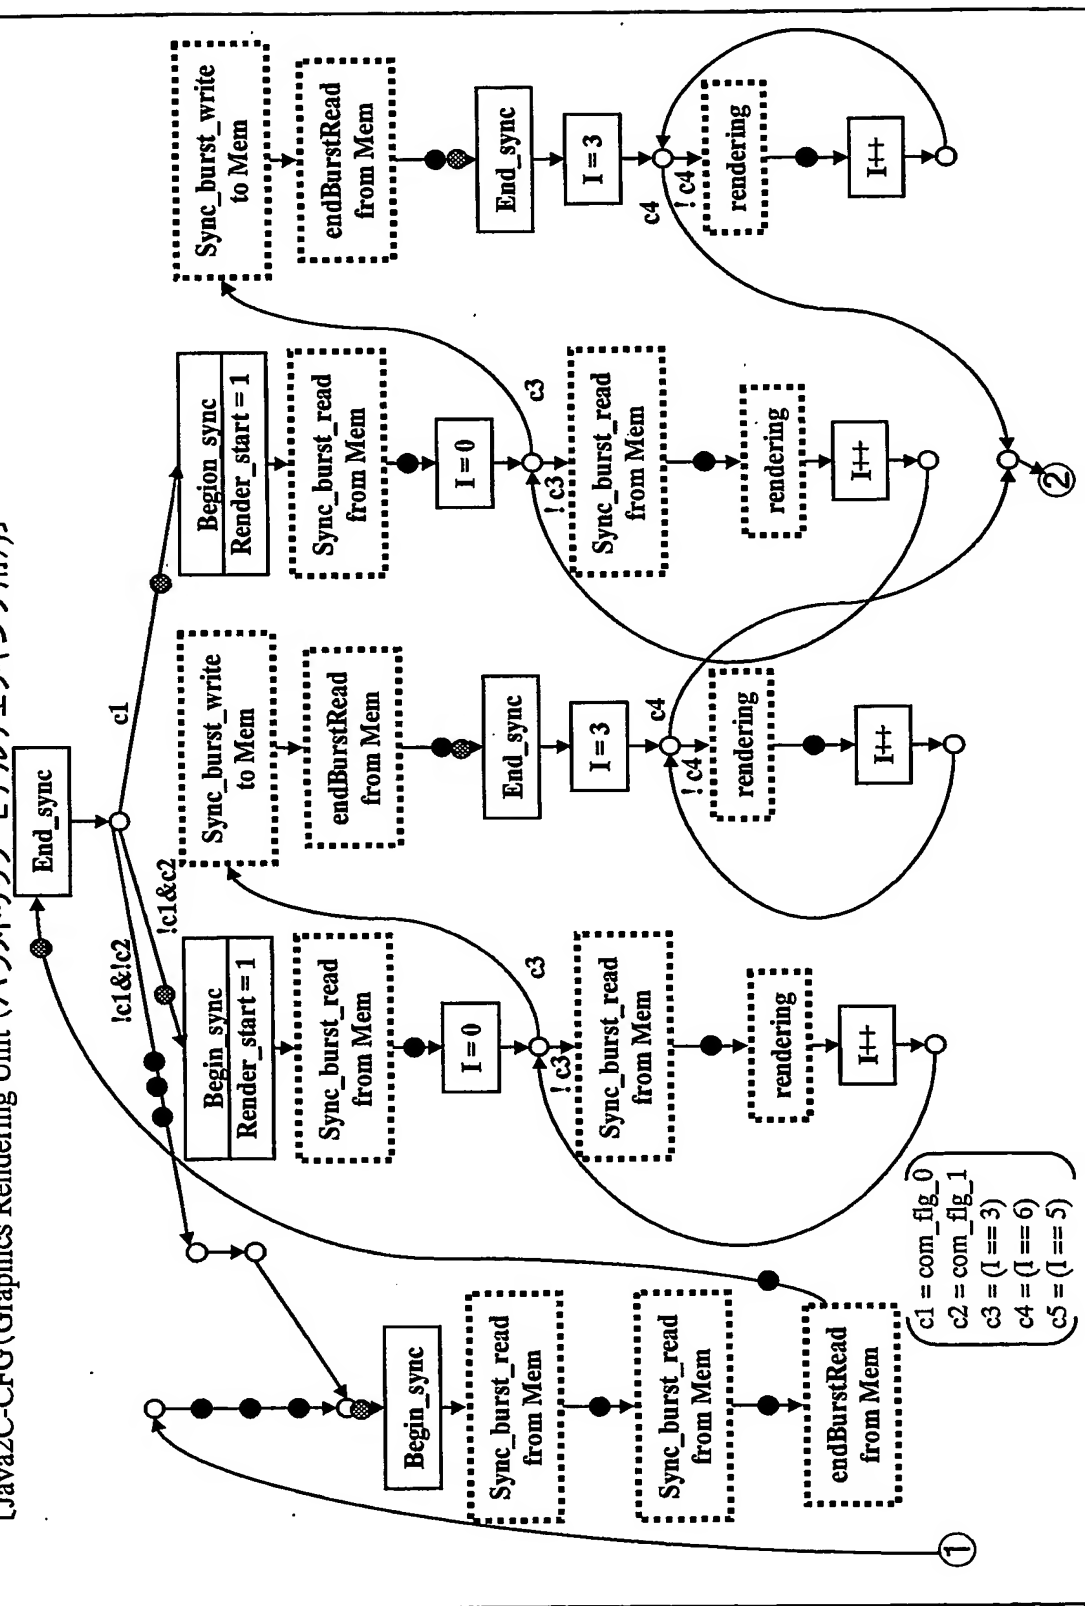 [Java2C-CFG(Graphics Rendering Unit
End_sync
!c1&!c2
!c1&c2
c1
Begin_sync
Sync_burst_read
from Mem
Sync_burst_read
from Mem
endBurstRead
from Mem
①
Begin_sync
Render_start = 1
Sync_burst_read
from Mem
I = 0
! c3
c3
Sync_burst_read
from Mem
rendering
I++
Sync_burst_write
to Mem
endBurstRead
from Mem
End_sync
I = 3
! c4
c4
rendering
I++
Begion_sync
Render_start = 1
Sync_burst_read
from Mem
I = 0
! c3
c3
Sync_burst_read
from Mem
rendering
I++
Sync_burst_write
to Mem
endBurstRead
from Mem
End_sync
I = 3
c4
! c4
rendering
I++
②
c1 = com_flg_0
c2 = com_flg_1
c3 = (I == 3)
c4 = (I == 6)
c5 = (I == 5)